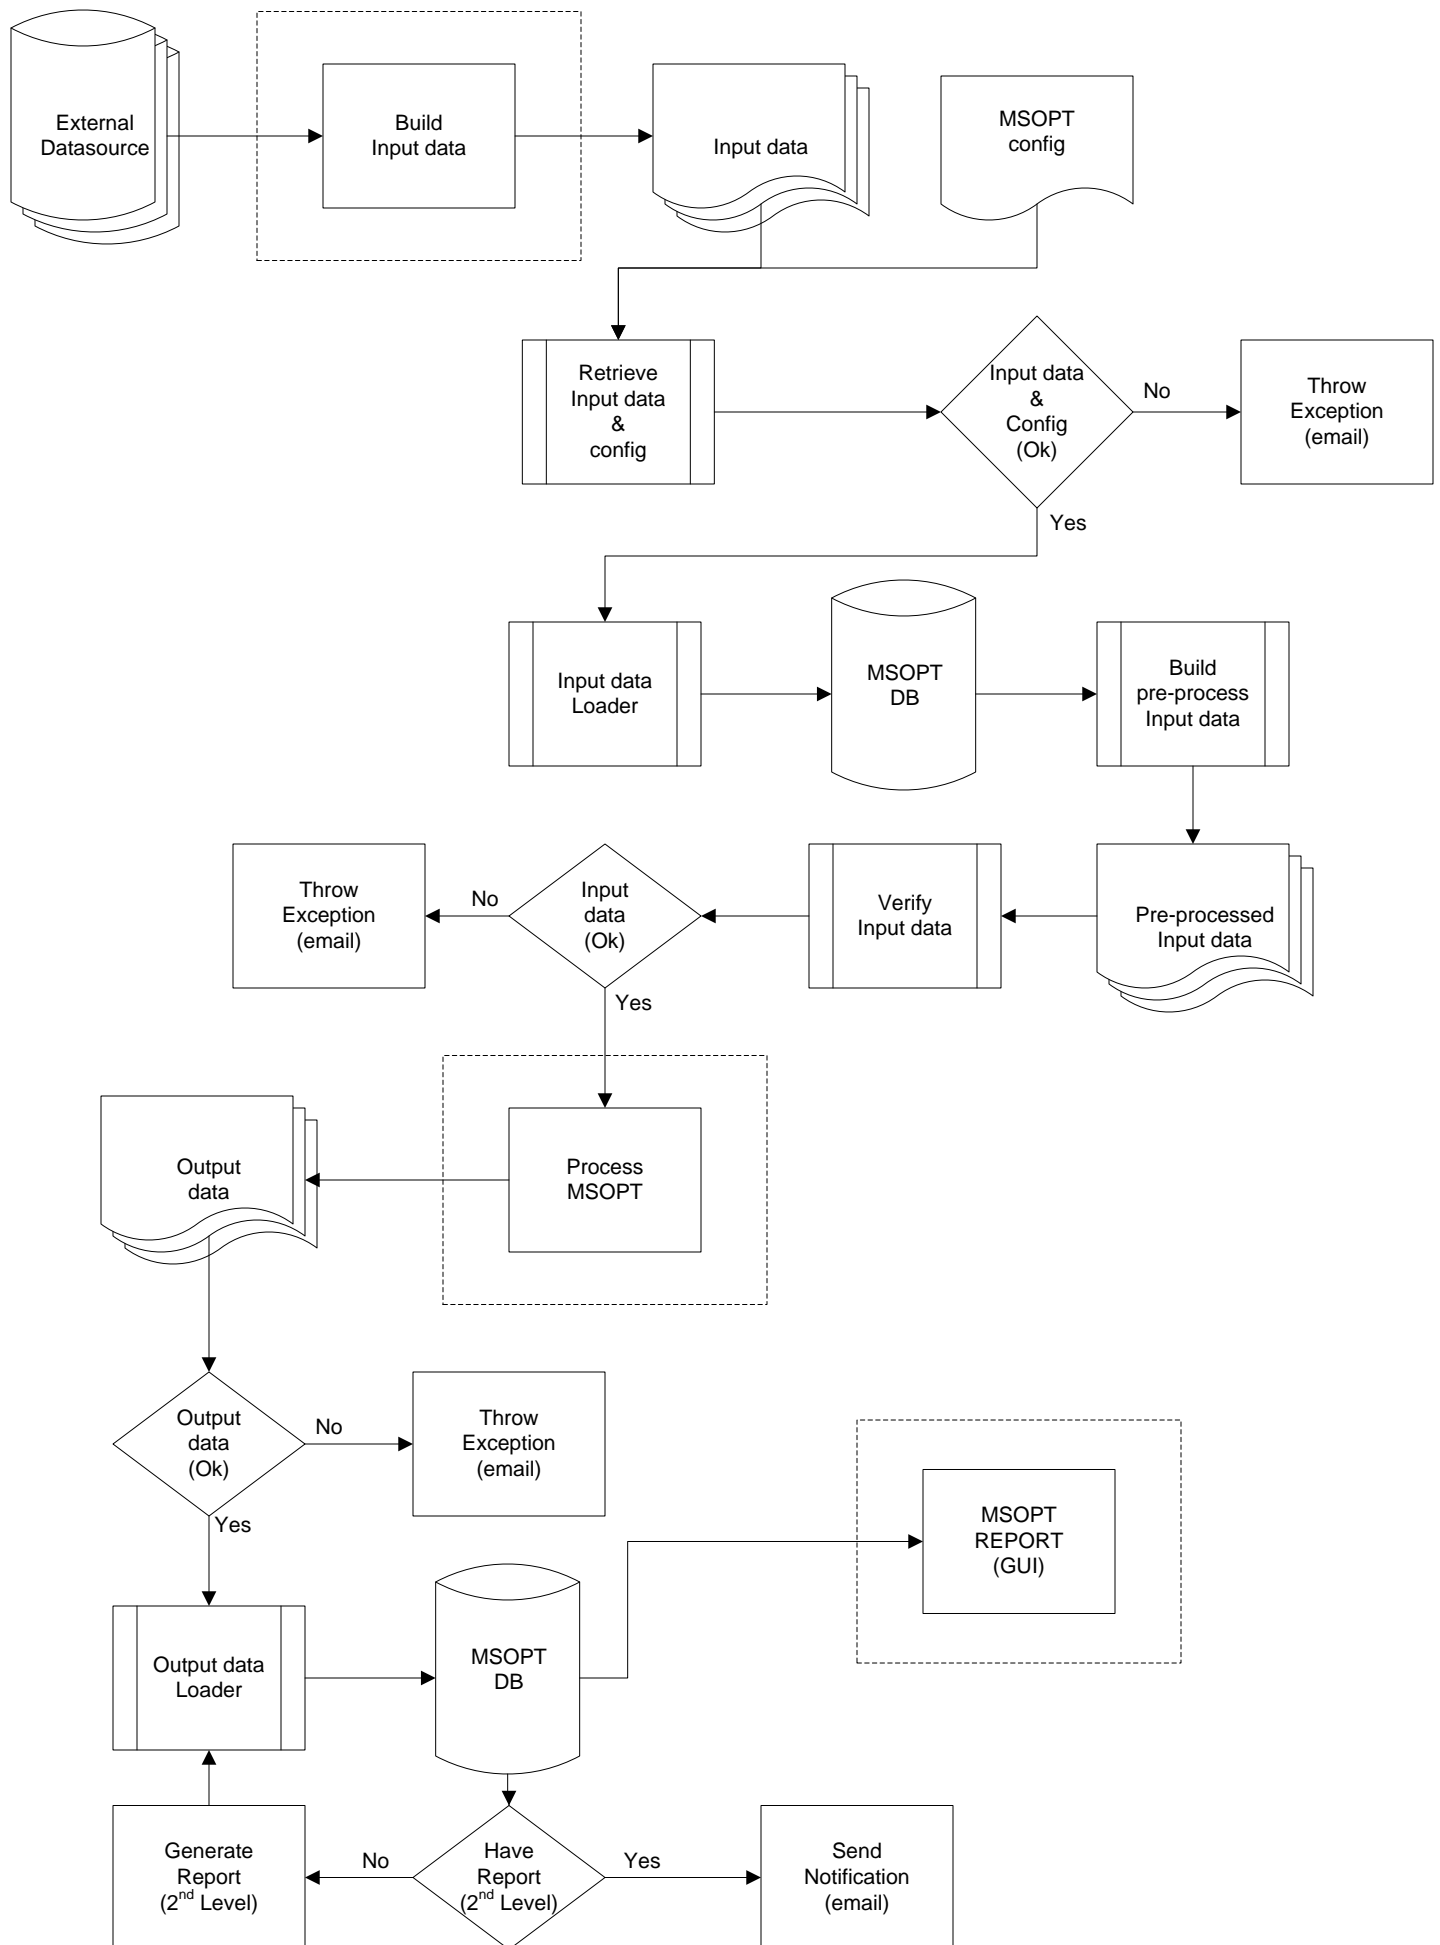 External
Datasource
Build
Input data
Input data
MSOPT
config
Retrieve
Input data
&
config
Input data
&
Config
(Ok)
No
Throw
Exception
(email)
Yes
Input data
Loader
MSOPT
DB
Build
pre-process
Input data
Throw
Exception
(email)
No
Input
data
(Ok)
Verify
Input data
Pre-processed
Input data
Yes
Output
data
Process
MSOPT
Output
data
(Ok)
No
Throw
Exception
(email)
Yes
MSOPT
REPORT
(GUI)
Output data
Loader
MSOPT
DB
Generate
Report
(2nd Level)
No
Have
Report
(2nd Level)
Yes
Send
Notification
(email)